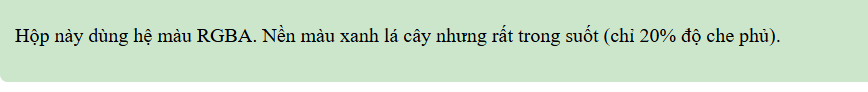 Hộp này dùng hệ màu RGBA. Nền màu xanh lá cây nhưng rất trong suốt (chỉ 20% độ che phủ).